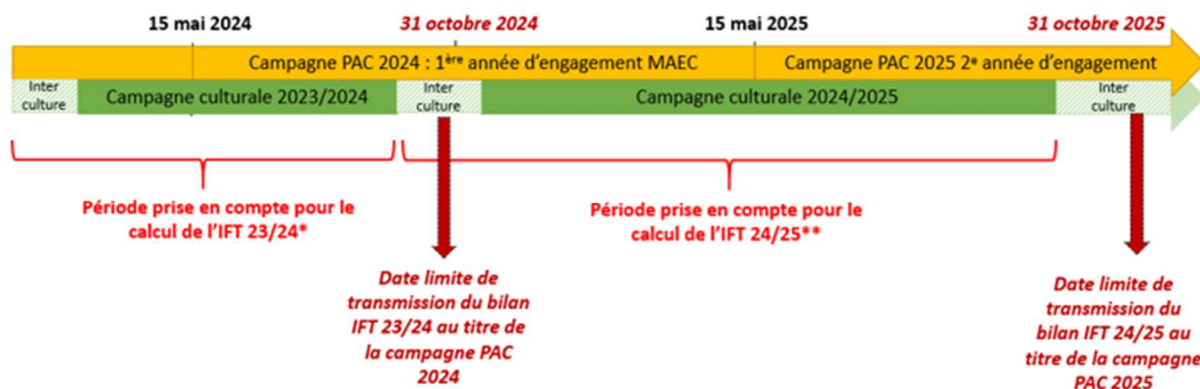 15 mai 2024
31 octobre 2024
15 mai 2025
31 octobre 2025
Campagne PAC 2024 : 1ère année d'engagement MAEC
Campagne PAC 2025 2e année d'engagement
Inter
culture
Campagne culturale 2023/2024
Inter
culture
Campagne culturale 2024/2025
Inter
culture
Période prise en compte pour le
calcul de l'IFT 23/24*
Période prise en compte pour le
calcul de l'IFT 24/25**
Date limite de
transmission du bilan
IFT 23/24 au titre de
la campagne PAC
2024
Date limite de
transmission du
bilan IFT 24/25 au
titre de la campagne
PAC 2025